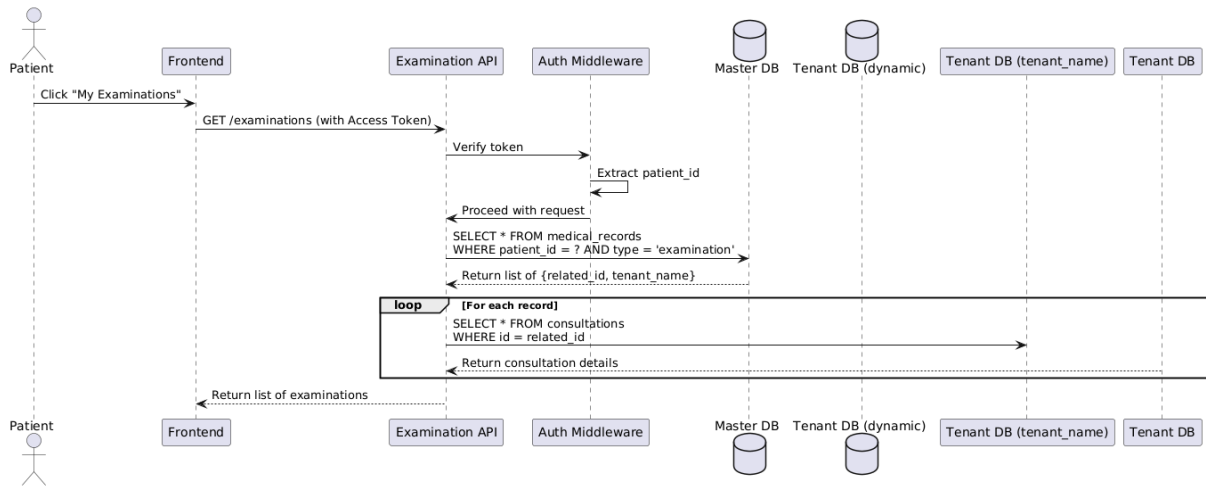 Patient
Frontend
Examination API
Auth Middleware
Master DB
Tenant DB (dynamic)
Tenant DB (tenant_name)
Tenant DB
Click "My Examinations"
GET /examinations (with Access Token)
Verify token
Extract patient_id
Proceed with request
SELECT * FROM medical_records
WHERE patient_id = ? AND type = 'examination'
Return list of {related_id, tenant_name}
loop
[For each record]
SELECT * FROM consultations
WHERE id = related_id
Return consultation details
Return list of examinations
Patient
Frontend
Examination API
Auth Middleware
Master DB
Tenant DB (dynamic)
Tenant DB (tenant_name)
Tenant DB